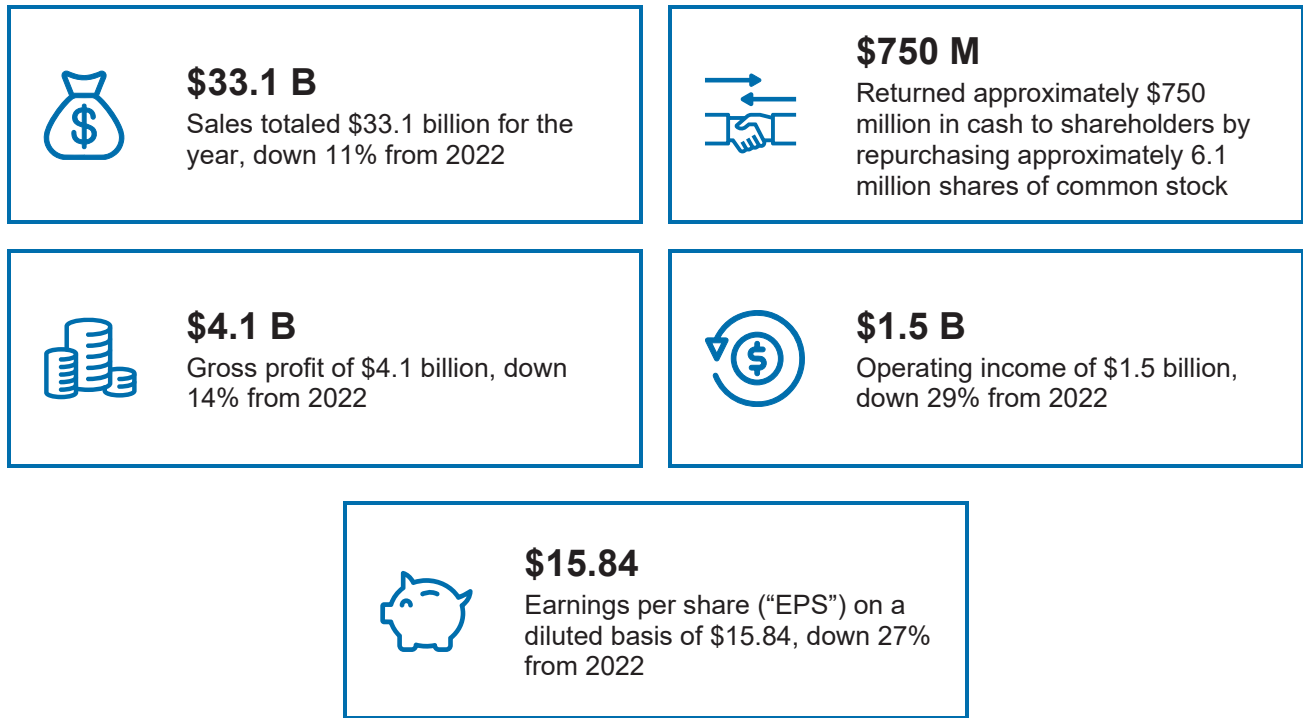 $33.1 B
Sales totaled $33.1 billion for the
year, down 11% from 2022
$750 M
Returned approximately $750
million in cash to shareholders by
repurchasing approximately 6.1
million shares of common stock
$4.1 B
Gross profit of $4.1 billion, down
14% from 2022
$1.5 B
Operating income of $1.5 billion,
down 29% from 2022
$15.84
Earnings per share (“EPS”) on a
diluted basis of $15.84, down 27%
from 2022